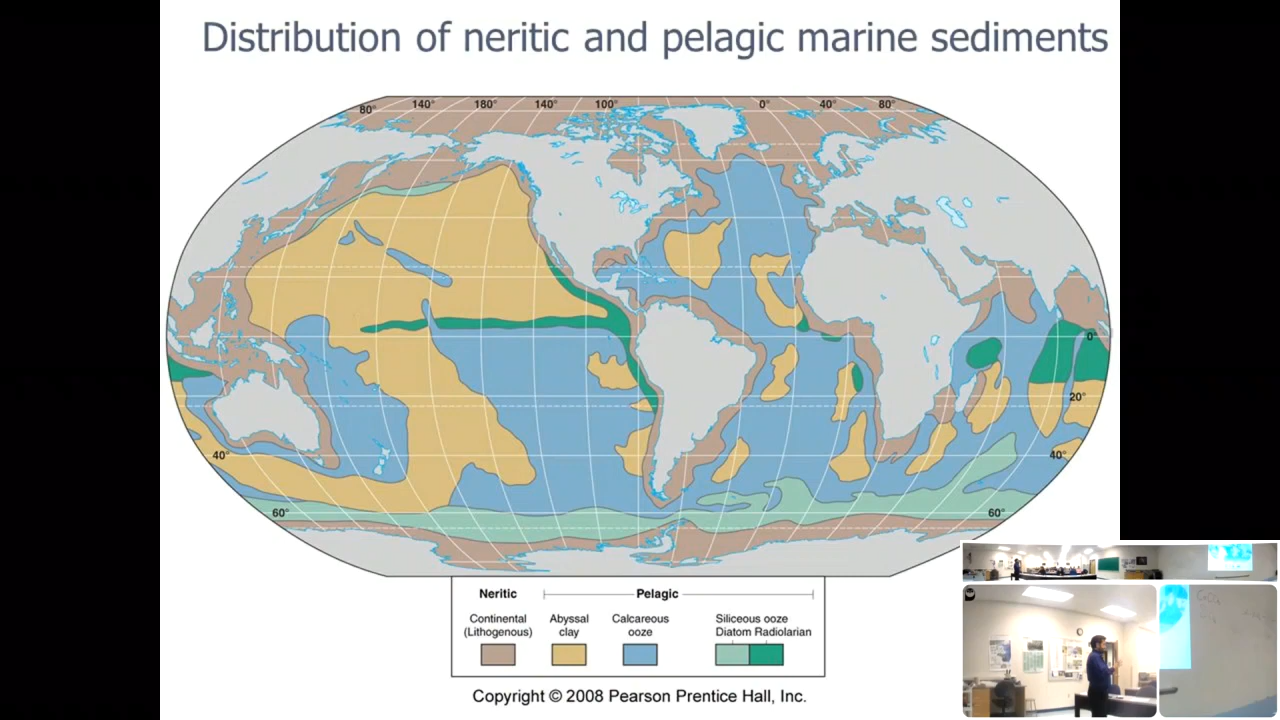 Distribution of neritic and pelagic marine sediments
80° 140° 180° 140° 100° 0° 40° 80°
0°
20°
40° 40°
60° 60°
Neritic Pelagic
Continental Abyssal Calcareous Siliceous ooze
(Lithogenous) clay ooze Diatom Radiolarian
Copyright © 2008 Pearson Prentice Hall, Inc.